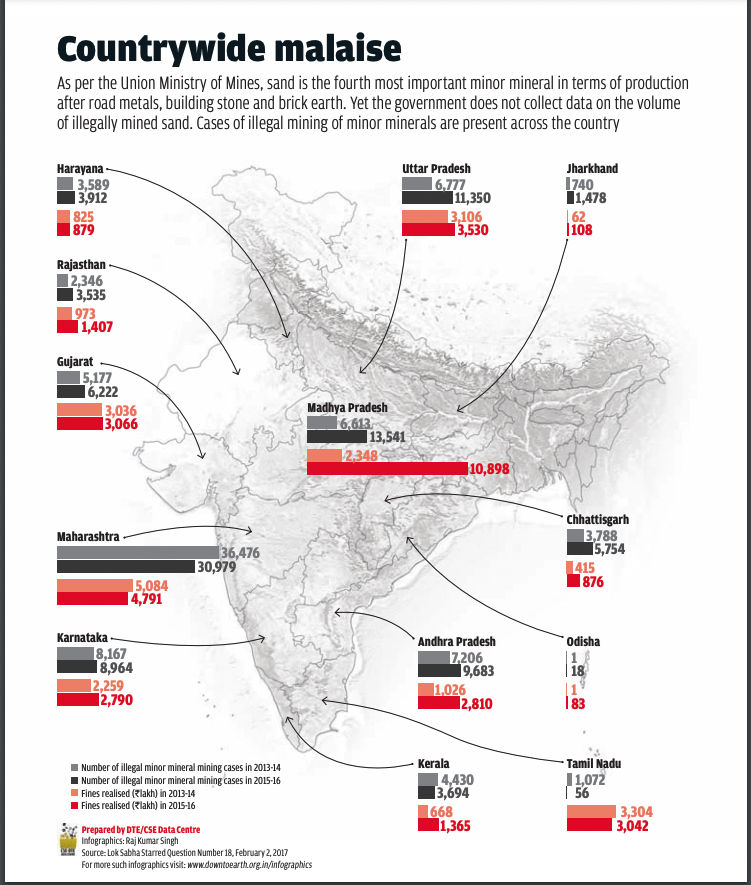 Countrywide malaise
As per the Union Ministry of Mines, sand is the fourth most important minor mineral in terms of production
after road metals, building stone and brick earth. Yet the government does not collect data on the volume
of illegally mined sand. Cases of illegal mining of minor minerals are present across the country
Harayana
3,589
3,912
825
879
Uttar Pradesh
6,777
11,350
3,106
3,530
Jharkhand
740
1,478
62
108
Rajasthan
2,346
3,535
973
1,407
Gujarat
5,177
6,222
3,036
3,066
Madhya Pradesh
6,613
13,541
2,348
10,898
Chhattisgarh
3,788
5,754
415
876
Maharashtra
36,476
30,979
5,084
4,791
Karnataka
8,167
8,964
2,259
2,790
Andhra Pradesh
7,206
9,683
1,026
2,810
Odisha
1
18
1
83
Kerala
4,430
3,694
668
1,365
Tamil Nadu
1,072
56
3,304
3,042
Number of illegal minor mineral mining cases in 2013-14
Number of illegal minor mineral mining cases in 2015-16
Fines realised (₹lakh) in 2013-14
Fines realised (₹lakh) in 2015-16
Prepared by DTE/CSE Data Centre
Infographics: Raj Kumar Singh
Source: Lok Sabha Starred Question Number 18, February 2, 2017
For more such infographics visit: www.downtoearth.org.in/infographics